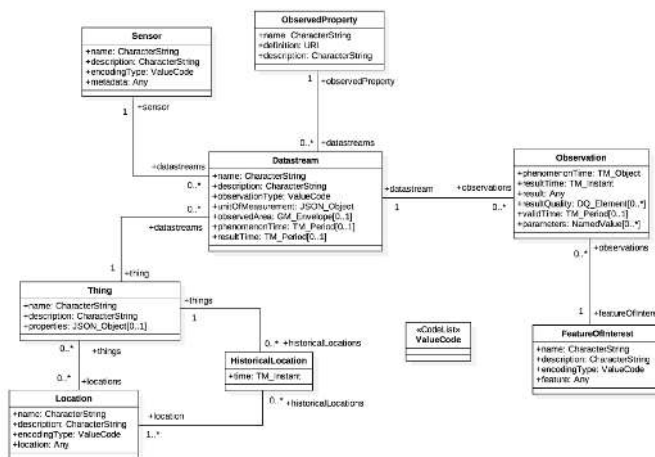 ObservedProperty
+name: CharacterString
+definition: URI
+description: CharacterString
Sensor
+name: CharacterString
+description: CharacterString
+encodingType: ValueCode
+metadata: Any
1
+observedProperty
1
+sensor
0..*
+datastreams
+datastreams
0..*
Datastream
+name: CharacterString
+description: CharacterString
+observationType: ValueCode
+unitOfMeasurement: JSON_Object
+observedArea: GM_Envelope[0..1]
+phenomenonTime: TM_Period[0..1]
+resultTime: TM_Period[0..1]
+datastream
1
+observations
0..*
Observation
+phenomenonTime: TM_Object
+resultTime: TM_Instant
+result: Any
+resultQuality: DQ_Element[0..*]
+validTime: TM_Period[0..1]
+parameters: NamedValue[0..*]
0..*
+datastreams
0..*
+observations
1
+thing
Thing
+name: CharacterString
+description: CharacterString
+properties: JSON_Object[0..1]
+things
1
0..*
+historicalLocations
HistoricalLocation
+time: TM_Instant
0..*
+historicalLocations
«CodeList»
ValueCode
1
+featureOfInterest
FeatureOfInterest
+name: CharacterString
+description: CharacterString
+encodingType: ValueCode
+feature: Any
0..*
+things
0..*
+locations
Location
+name: CharacterString
+description: CharacterString
+encodingType: ValueCode
+location: Any
+location
1..*